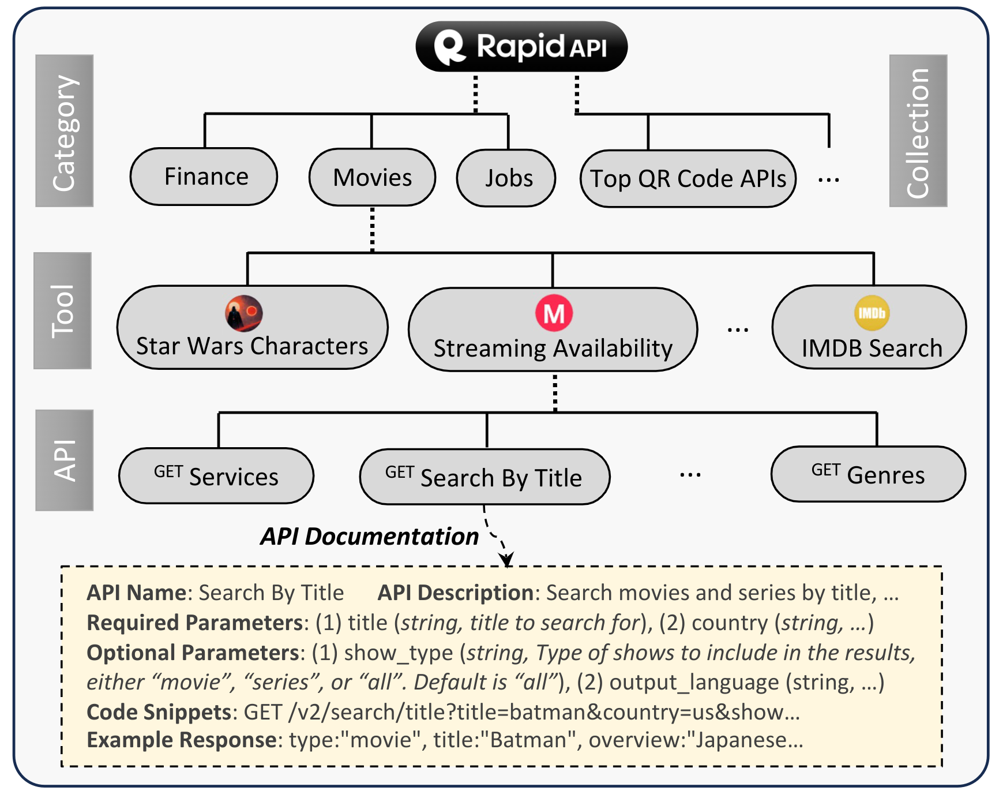 Rapid API
Category
Collection
Finance
Movies
Jobs
Top QR Code APIs
...
Tool
M
IMDb
Star Wars Characters
Streaming Availability
...
IMDB Search
API
GET Services
GET Search By Title
...
GET Genres
API Documentation
API Name: Search By Title API Description: Search movies and series by title, ...
Required Parameters: (1) title (string, title to search for), (2) country (string, ...)
Optional Parameters: (1) show_type (string, Type of shows to include in the results,
either “movie”, “series”, or “all”. Default is “all”), (2) output_language (string, ...)
Code Snippets: GET /v2/search/title?title=batman&country=us&show...
Example Response: type:"movie", title:"Batman", overview:"Japanese...